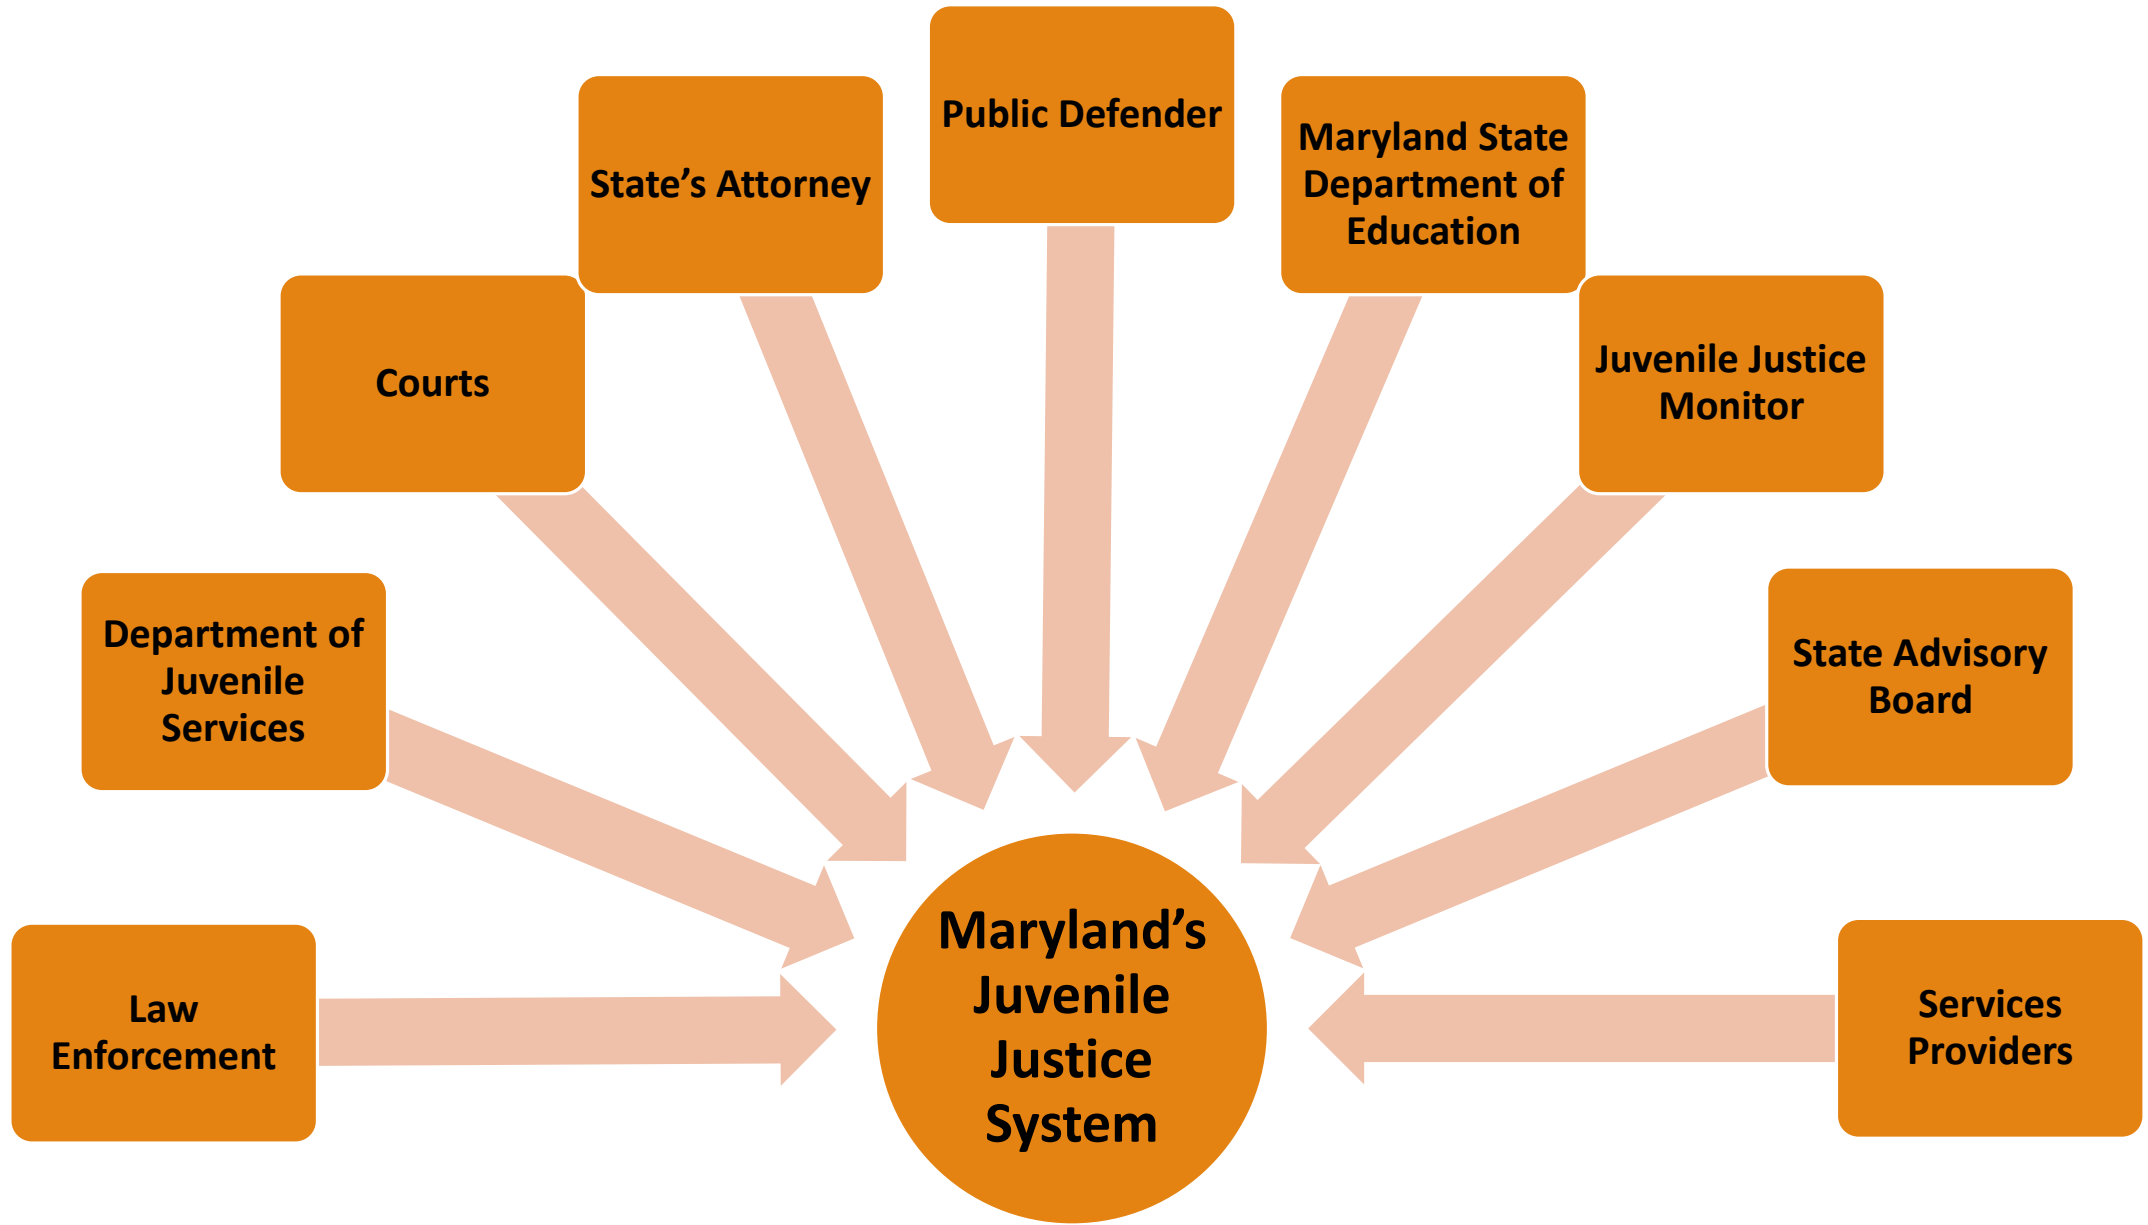 Public Defender
State’s Attorney
Maryland State
Department of
Education
Courts
Juvenile Justice
Monitor
Department of
Juvenile
Services
State Advisory
Board
Law
Enforcement
Maryland’s
Juvenile
Justice
System
Services
Providers